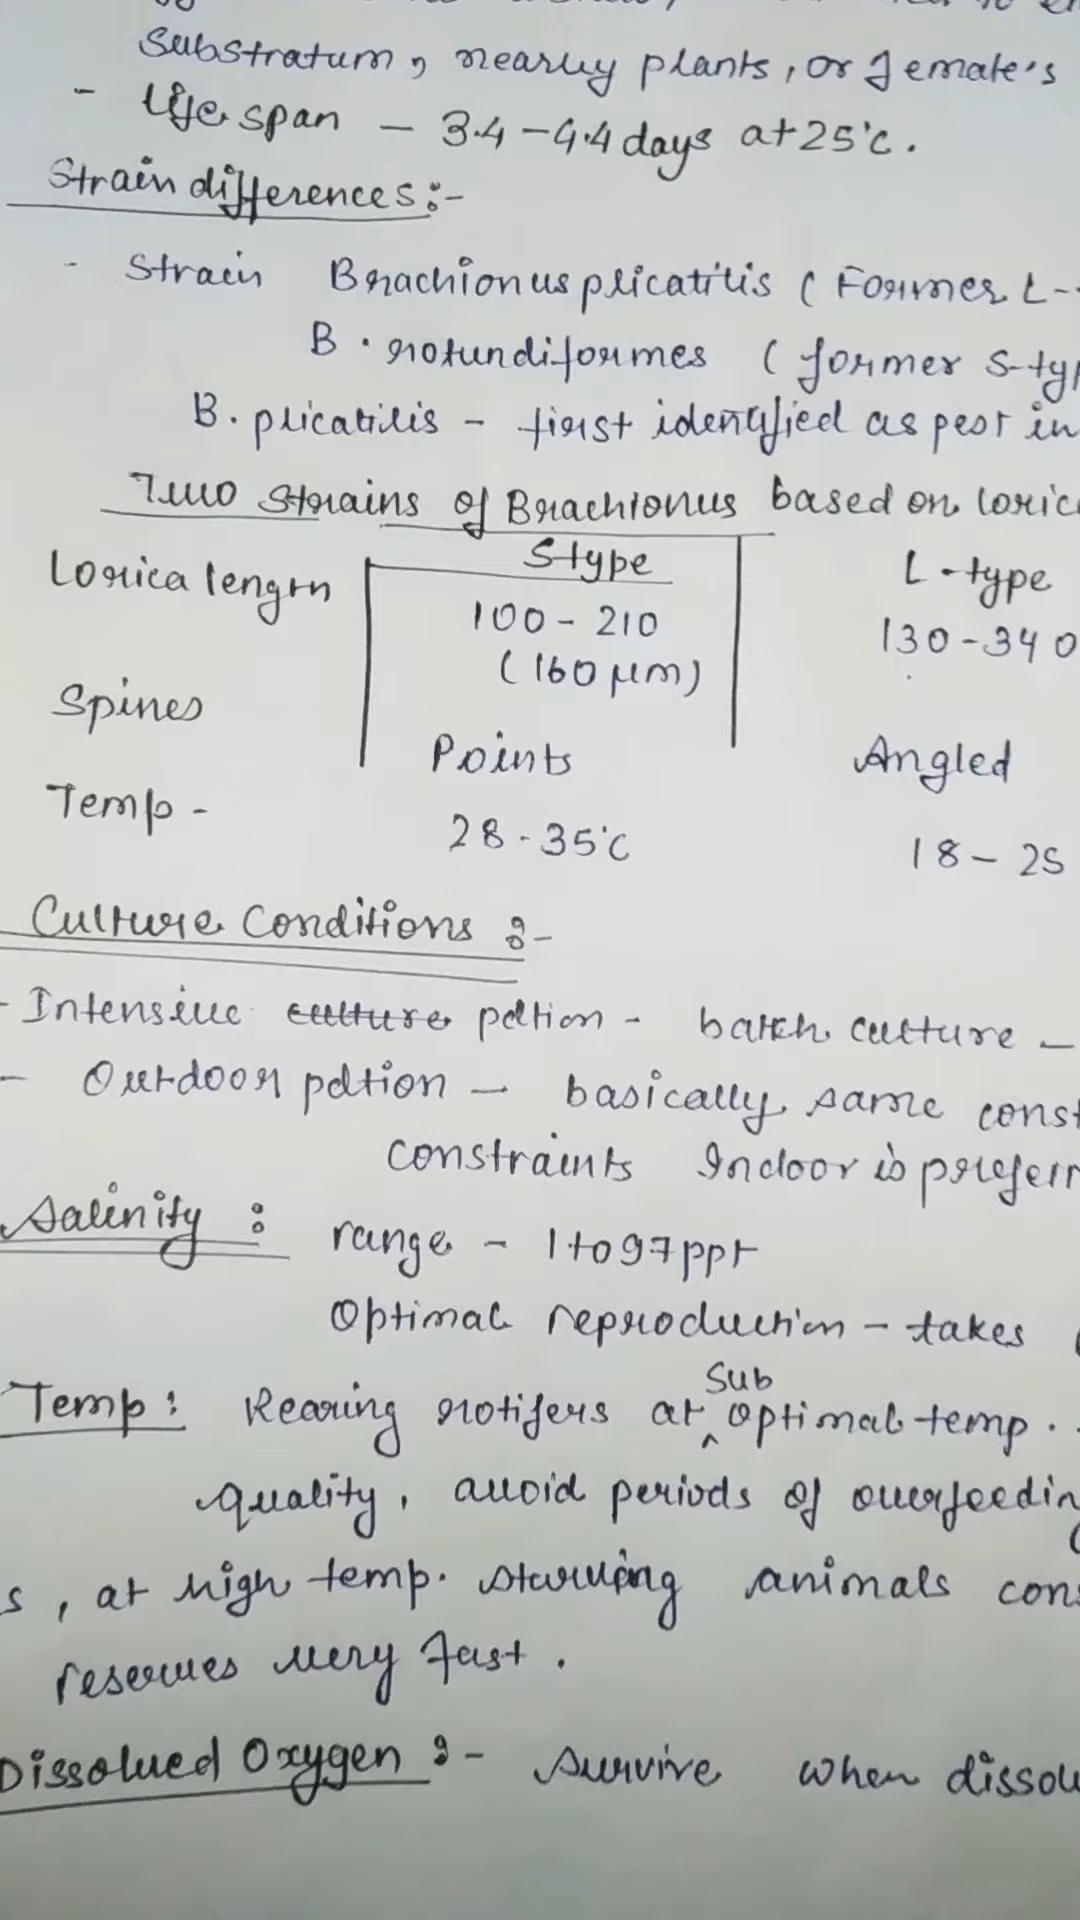 Substratum, nearly plants, or female's
- life span - 3.4-4.4 days at 25°C.
Strain differences:-
- Strain Brachionus plicatilis (Former L-
B. rotundiformes (former S-typ
B. plicatilis - first identified as pest in
Two Strains of Brachionus based on loric
S-type L-type
Lorica length 100-210 130-340
(160 μm)
Spines Points Angled
Temp - 28-35°C 18-25
Culture Conditions :-
- Intensive culture pdtion - batch culture -
- Outdoor pdtion - basically same const
constraints Indoor is preferr
Salinity : range - 1 to 97 ppt
Optimal reproduction - takes
Temp: Rearing rotifers at sub optimal temp.
quality, avoid periods of overfeedin
s, at high temp. starving animals cons
reserves very fast.
Dissolved Oxygen :- survive when dissol